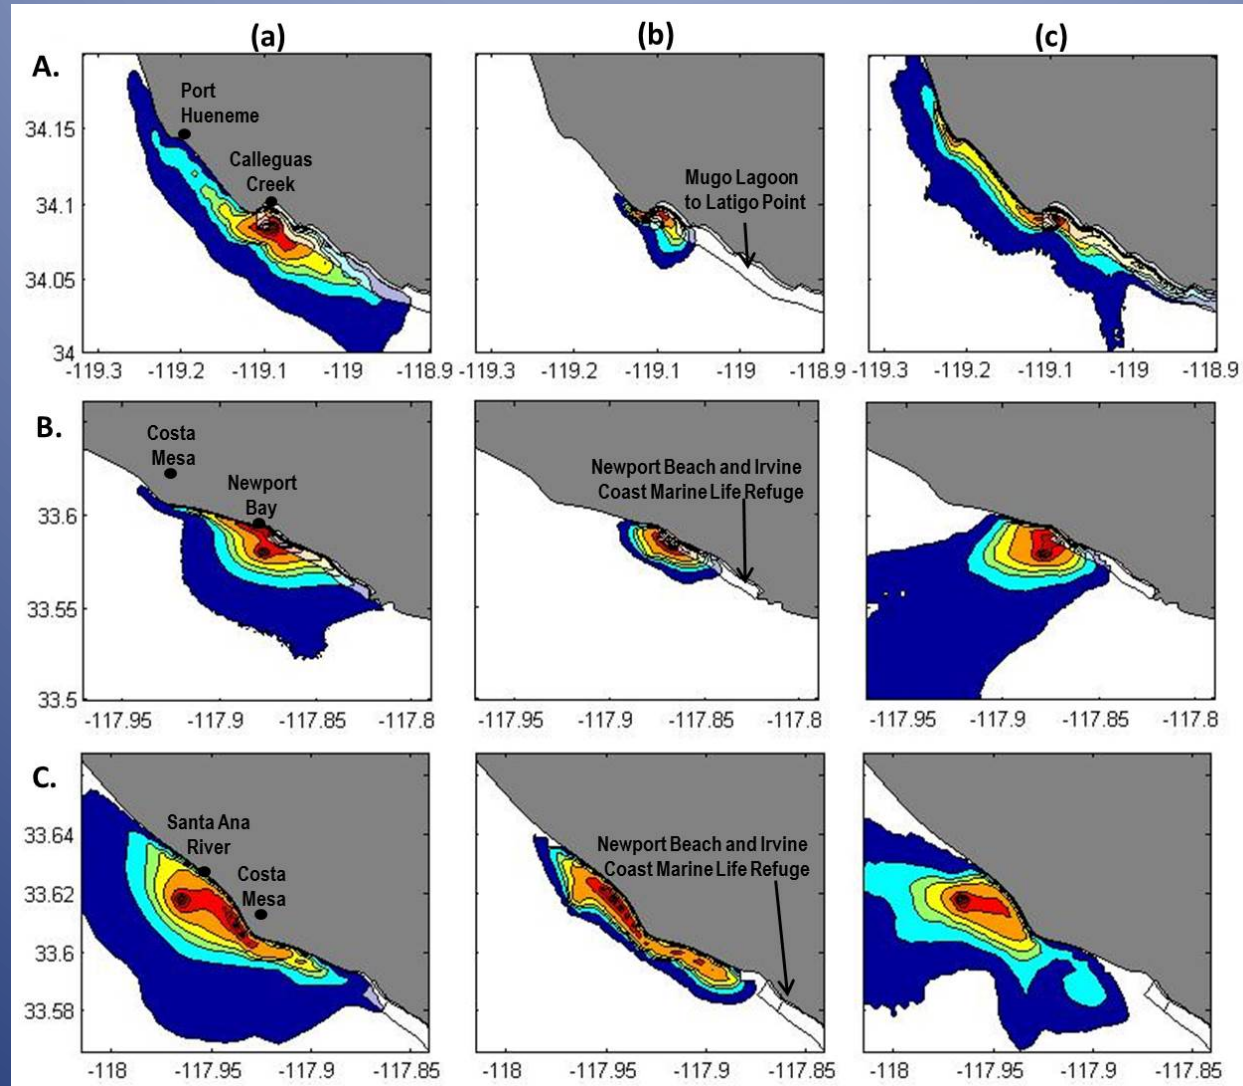 (a) (b) (c)
A.
Port
Hueneme
Calleguas
Creek
Mugo Lagoon
to Latigo Point
34.15
34.1
34.05
34
-119.3 -119.2 -119.1 -119 -118.9
-119.3 -119.2 -119.1 -119 -118.9
-119.3 -119.2 -119.1 -119 -118.9
B.
Costa
Mesa
Newport
Bay
Newport Beach and Irvine
Coast Marine Life Refuge
33.6
33.55
33.5
-117.95 -117.9 -117.85 -117.8
-117.95 -117.9 -117.85 -117.8
-117.95 -117.9 -117.85 -117.8
C.
Santa Ana
River
Costa
Mesa
Newport Beach and Irvine
Coast Marine Life Refuge
33.64
33.62
33.6
33.58
-118 -117.95 -117.9 -117.85
-118 -117.95 -117.9 -117.85
-118 -117.95 -117.9 -117.85